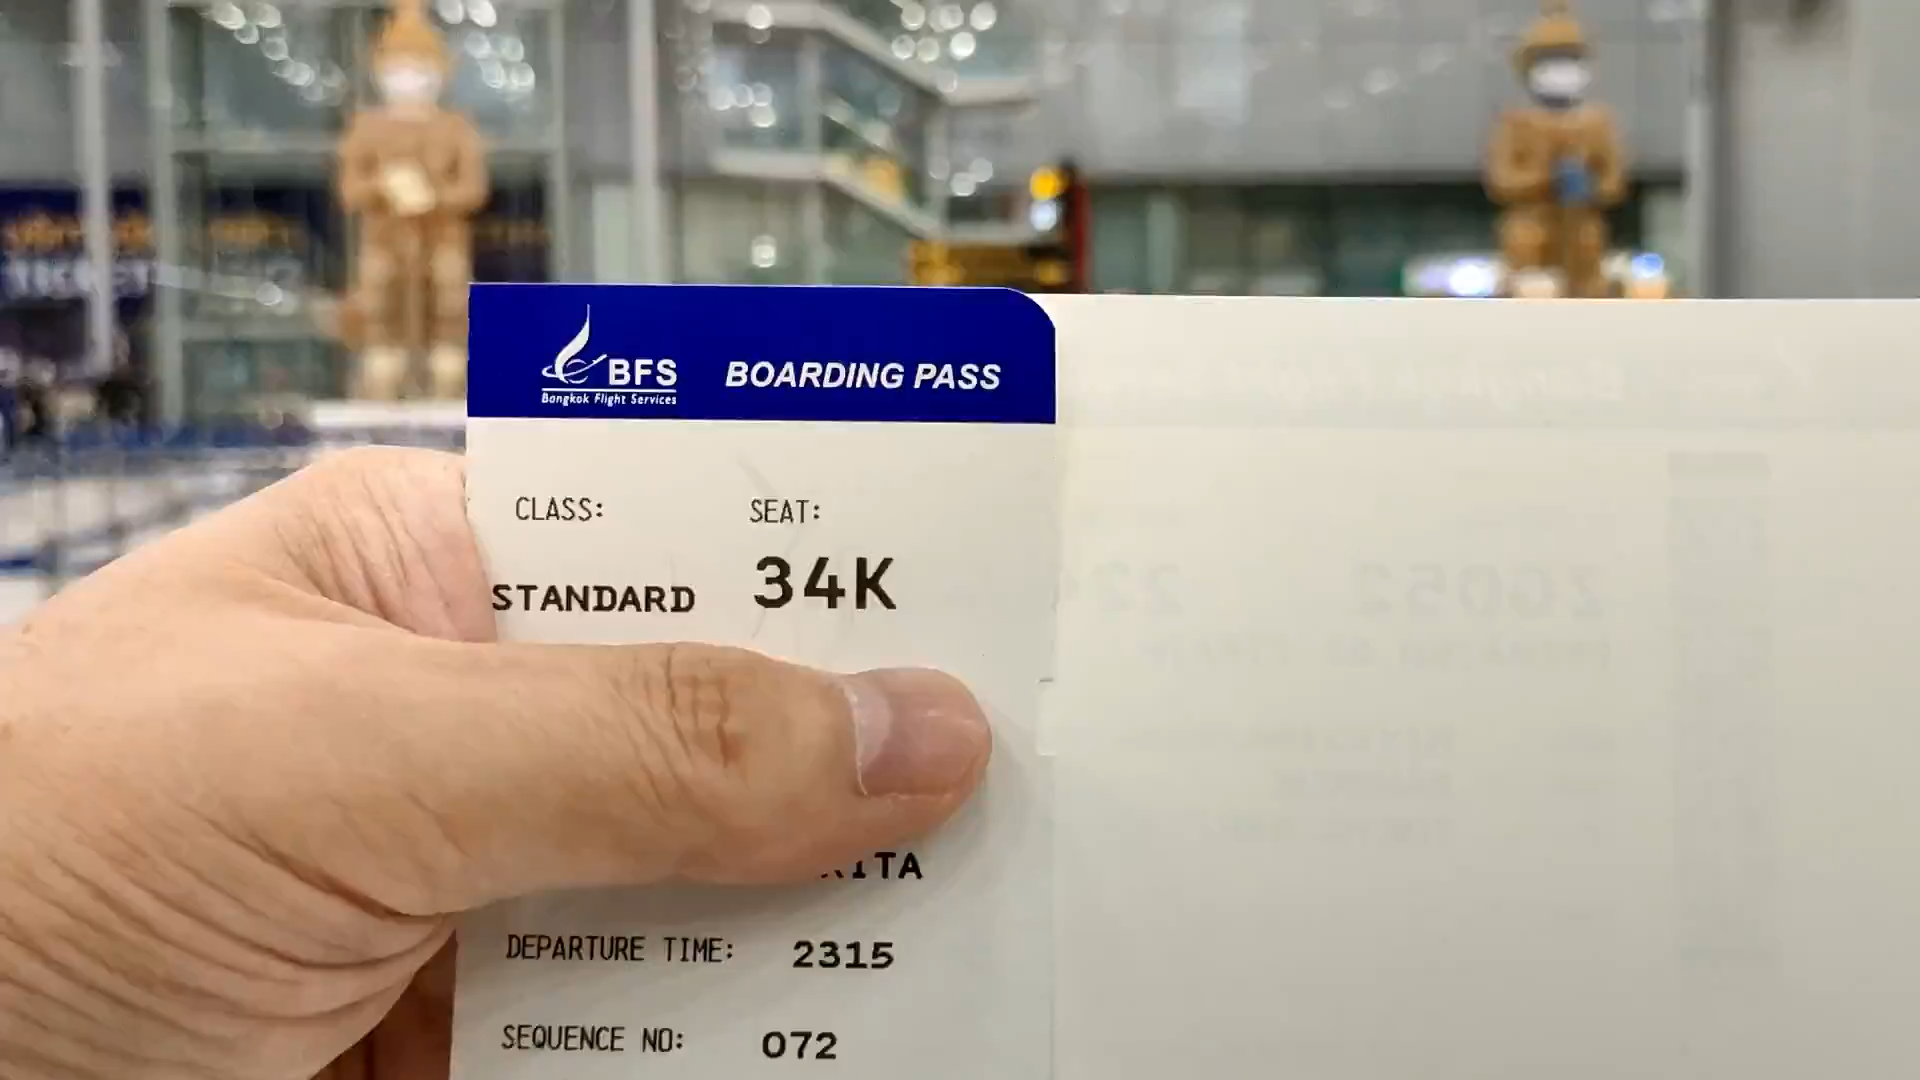 BFS
Bangkok Flight Services
BOARDING PASS
CLASS: SEAT:
STANDARD 34K
DEPARTURE TIME: 2315
SEQUENCE NO: 072